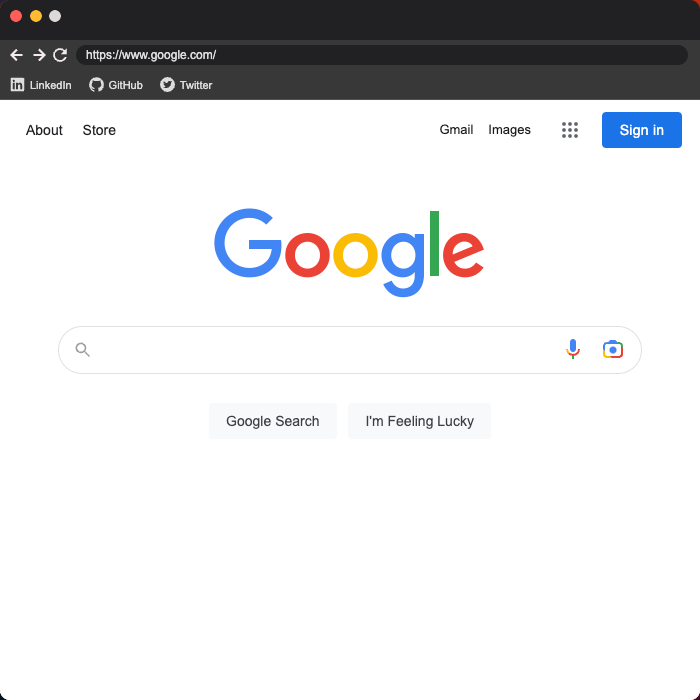 https://www.google.com/
LinkedIn GitHub Twitter
About Store Gmail Images Sign in
Google
Google Search I'm Feeling Lucky